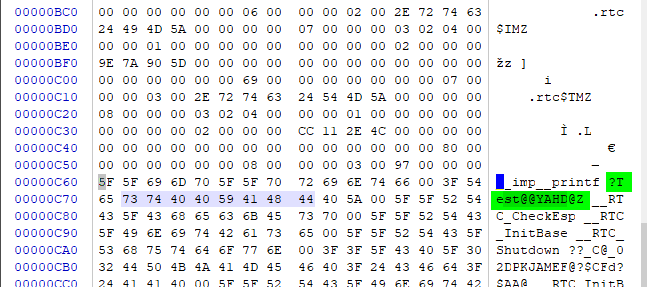 00000BC0 00 00 00 00 00 06 00 00 00 02 00 2E 72 74 63 .rtc
00000BD0 24 49 4D 5A 00 00 00 00 07 00 00 00 03 02 04 00 $IMZ
00000BE0 00 00 01 00 00 00 00 00 00 00 00 00 02 00 00 00
00000BF0 9E 7A 90 5D 00 00 00 00 00 00 00 00 00 00 00 00 žz ]
00000C00 00 00 00 00 00 69 00 00 00 00 00 00 00 07 00 i
00000C10 00 00 03 00 2E 72 74 63 24 54 4D 5A 00 00 00 00 .rtc$TMZ
00000C20 08 00 00 00 03 02 04 00 00 00 01 00 00 00 00 00
00000C30 00 00 00 00 02 00 00 00 CC 11 2E 4C 00 00 00 00 Ì .L
00000C40 00 00 00 00 00 00 00 00 00 00 00 00 00 00 80 00 €
00000C50 00 00 00 00 00 08 00 00 00 03 00 97 00 00 00 —
00000C60 5F 5F 69 6D 70 5F 5F 70 72 69 6E 74 66 00 3F 54 _imp__printf ?T
00000C70 65 73 74 40 40 59 41 48 44 40 5A 00 5F 5F 52 54 est@@YAHD@Z __RT
00000C80 43 5F 43 68 65 63 6B 45 73 70 00 5F 5F 52 54 43 C_CheckEsp __RTC
00000C90 5F 49 6E 69 74 42 61 73 65 00 5F 5F 52 54 43 5F _InitBase __RTC_
00000CA0 53 68 75 74 64 6F 77 6E 00 3F 3F 5F 43 40 5F 30 Shutdown ??_C@_0
00000CB0 32 44 50 4B 4A 41 4D 45 46 40 3F 24 43 46 64 3F 2DPKJAMEF@?$CFd?
00000CC0 24 41 41 40 00 5F 5F 52 54 43 5F 49 6E 69 74 42 $AA@ __RTC_InitB